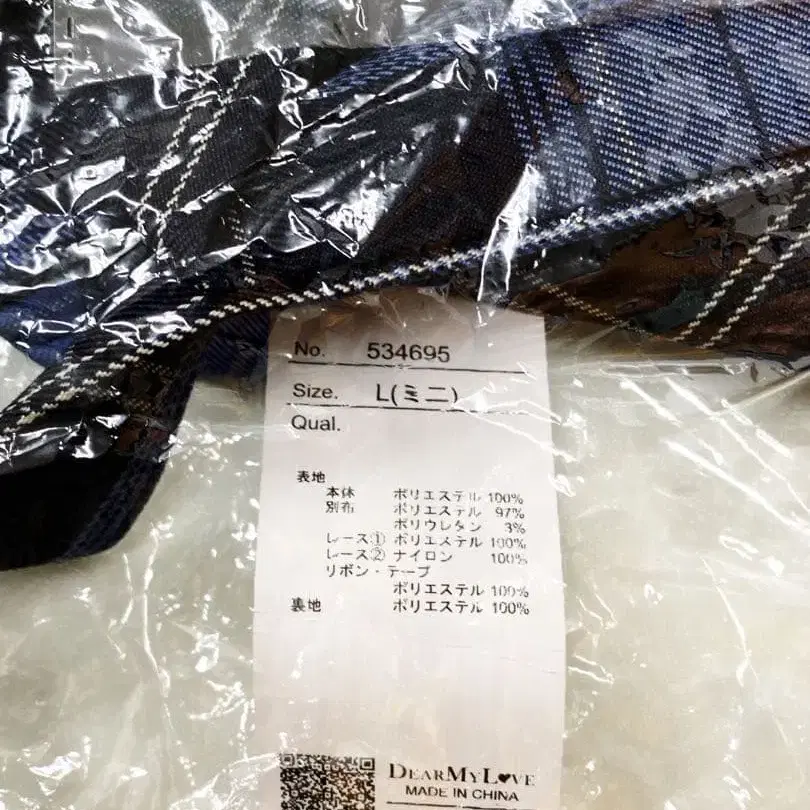 No. 534695
Size. L(ミニ)
Qual.
表地
本体 ポリエステル 100%
別布 ポリエステル 97%
ポリウレタン 3%
レース① ポリエステル 100%
レース② ナイロン 100%
リボン・テープ
ポリエステル 100%
裏地 ポリエステル 100%
DEARMYL♥VE
MADE IN CHINA